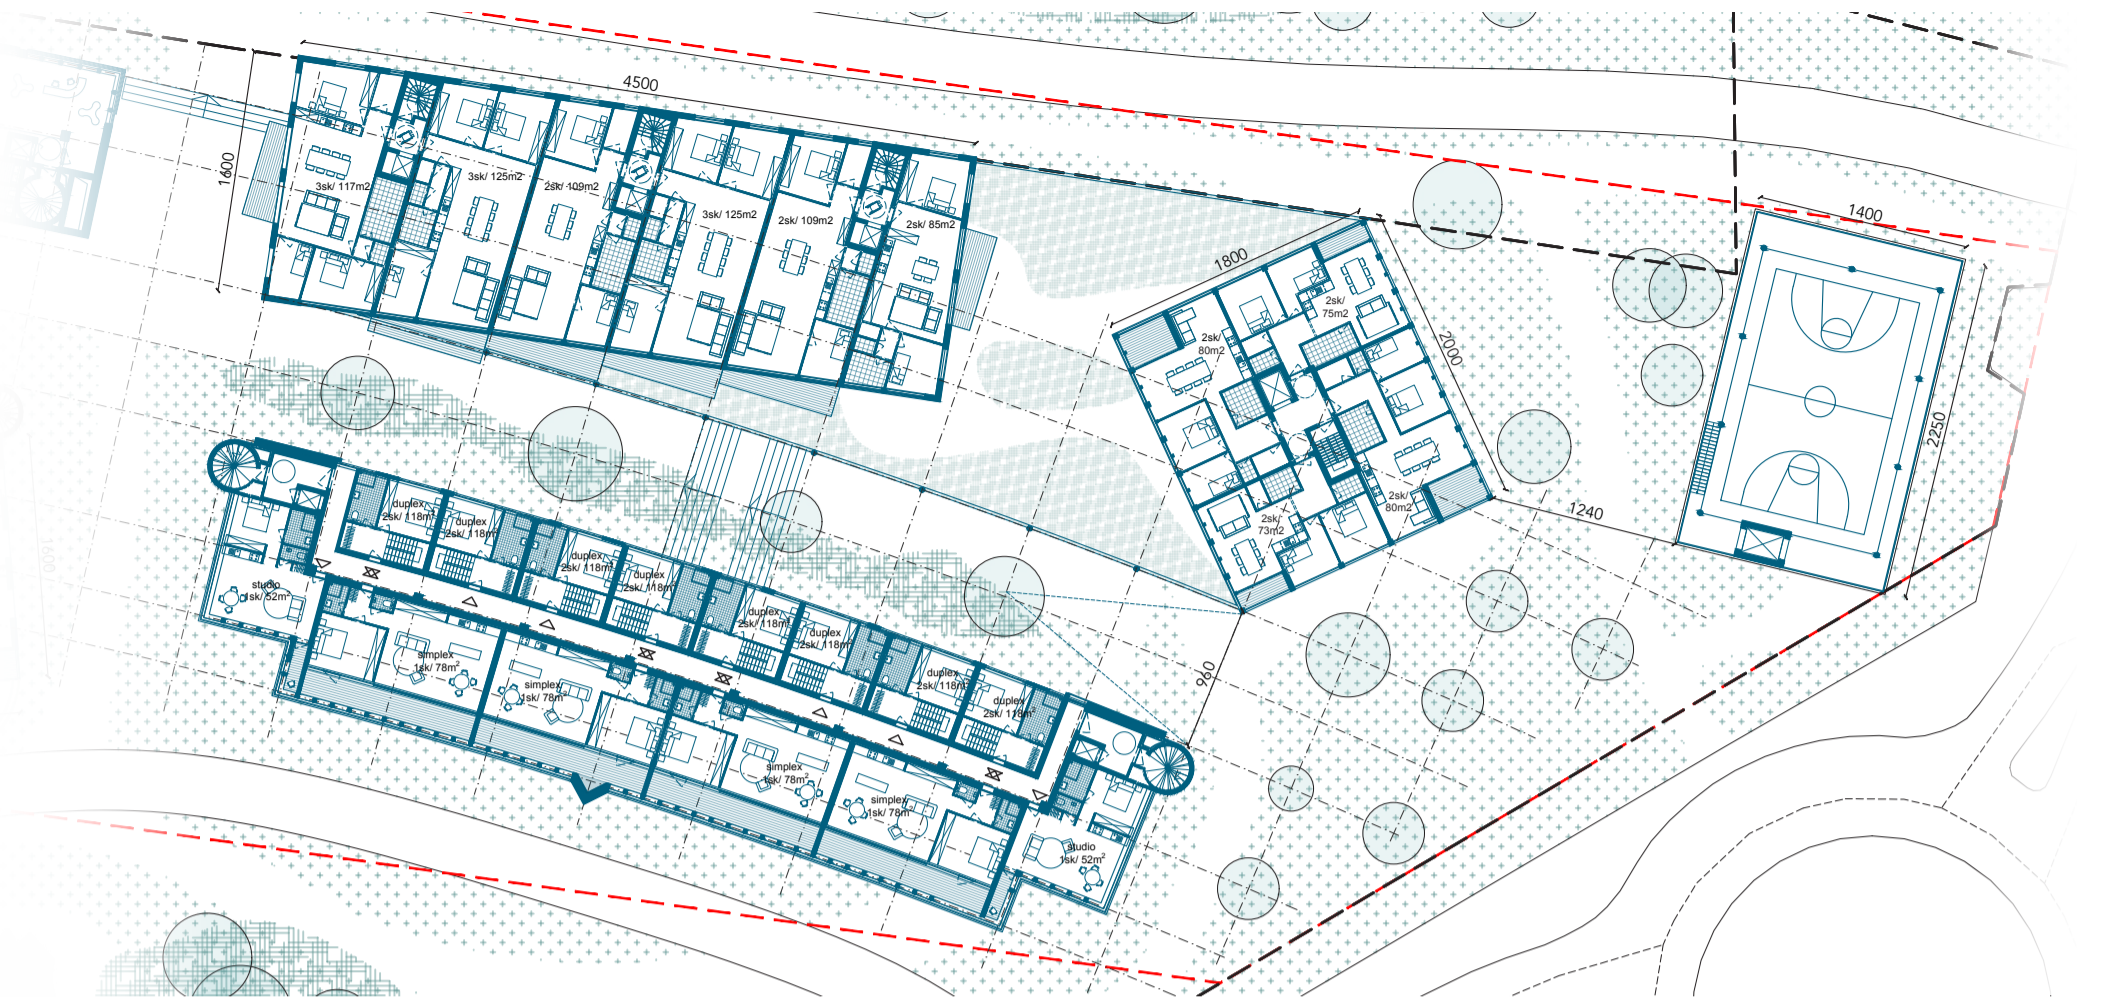 4500
1600
3sk/ 117m2
3sk/ 125m2
2sk/ 109m2
3sk/ 125m2
2sk/ 109m2
2sk/ 85m2
1800
2000
2sk/
75m2
2sk/
80m2
2sk/
80m2
2sk/
73m2
1400
2250
1240
960
1600
duplex
2sk/ 118m²
duplex
2sk/ 118m²
duplex
2sk/ 118m²
duplex
2sk/ 118m²
duplex
2sk/ 118m²
duplex
2sk/ 118m²
duplex
2sk/ 118m²
duplex
2sk/ 118m²
studio
1sk/ 52m²
simplex
1sk/ 78m²
simplex
1sk/ 78m²
simplex
1sk/ 78m²
simplex
1sk/ 78m²
studio
1sk/ 52m²